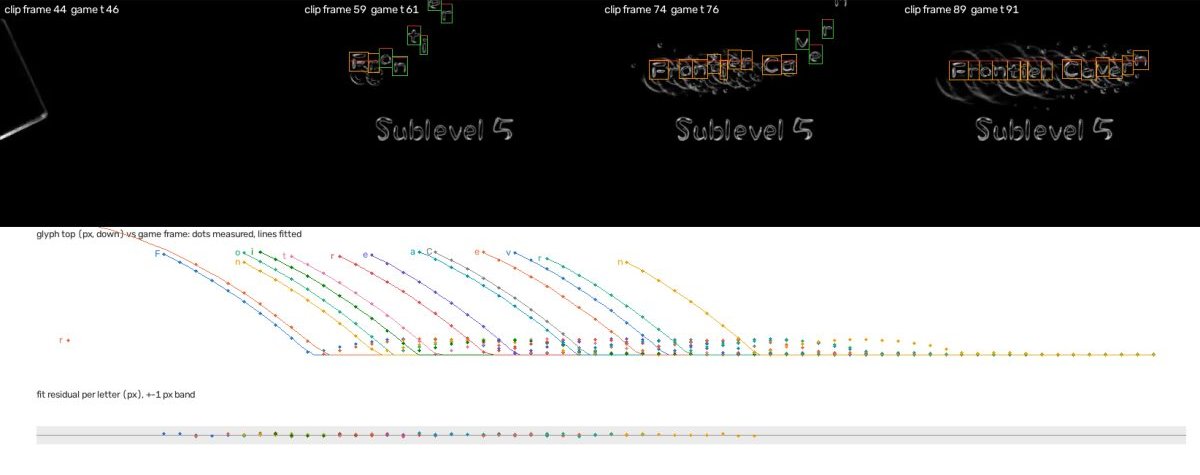 clip frame 44 game t 46
clip frame 59 game t 61
clip frame 74 game t 76
clip frame 89 game t 91
e r
t i
F r o n
Sublevel 5
Frontier Ca v e r
Sublevel 5
Frontier Cavern
Sublevel 5
glyph top (px, down) vs game frame: dots measured, lines fitted
F o i t r e a C e v r
n n
r
fit residual per letter (px), +-1 px band